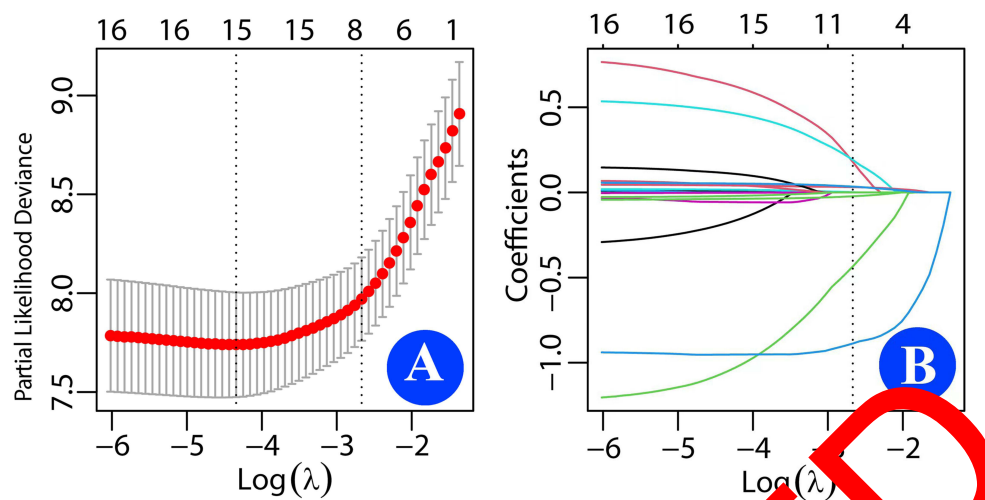 16 16 15 15 8 6 1
Partial Likelihood Deviance
9.0
8.5
8.0
7.5
A
−6 −5 −4 −3 −2
Log(λ)
16 16 15 11 4
Coefficients
0.5
0.0
−0.5
−1.0
B
−6 −5 −4 −3 −2
Log(λ)